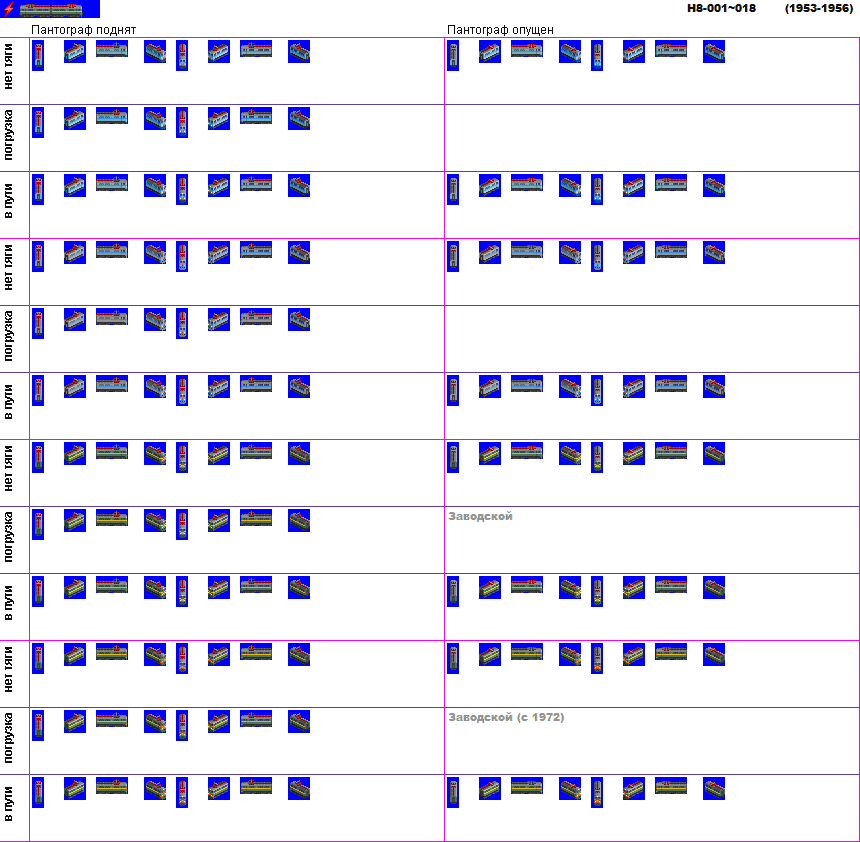 Н8-001~018 (1953-1956)
Пантограф поднят Пантограф опущен
нет тяги
погрузка
в пути
нет тяги
погрузка
в пути
нет тяги
погрузка
Заводской
в пути
нет тяги
погрузка
Заводской (с 1972)
в пути